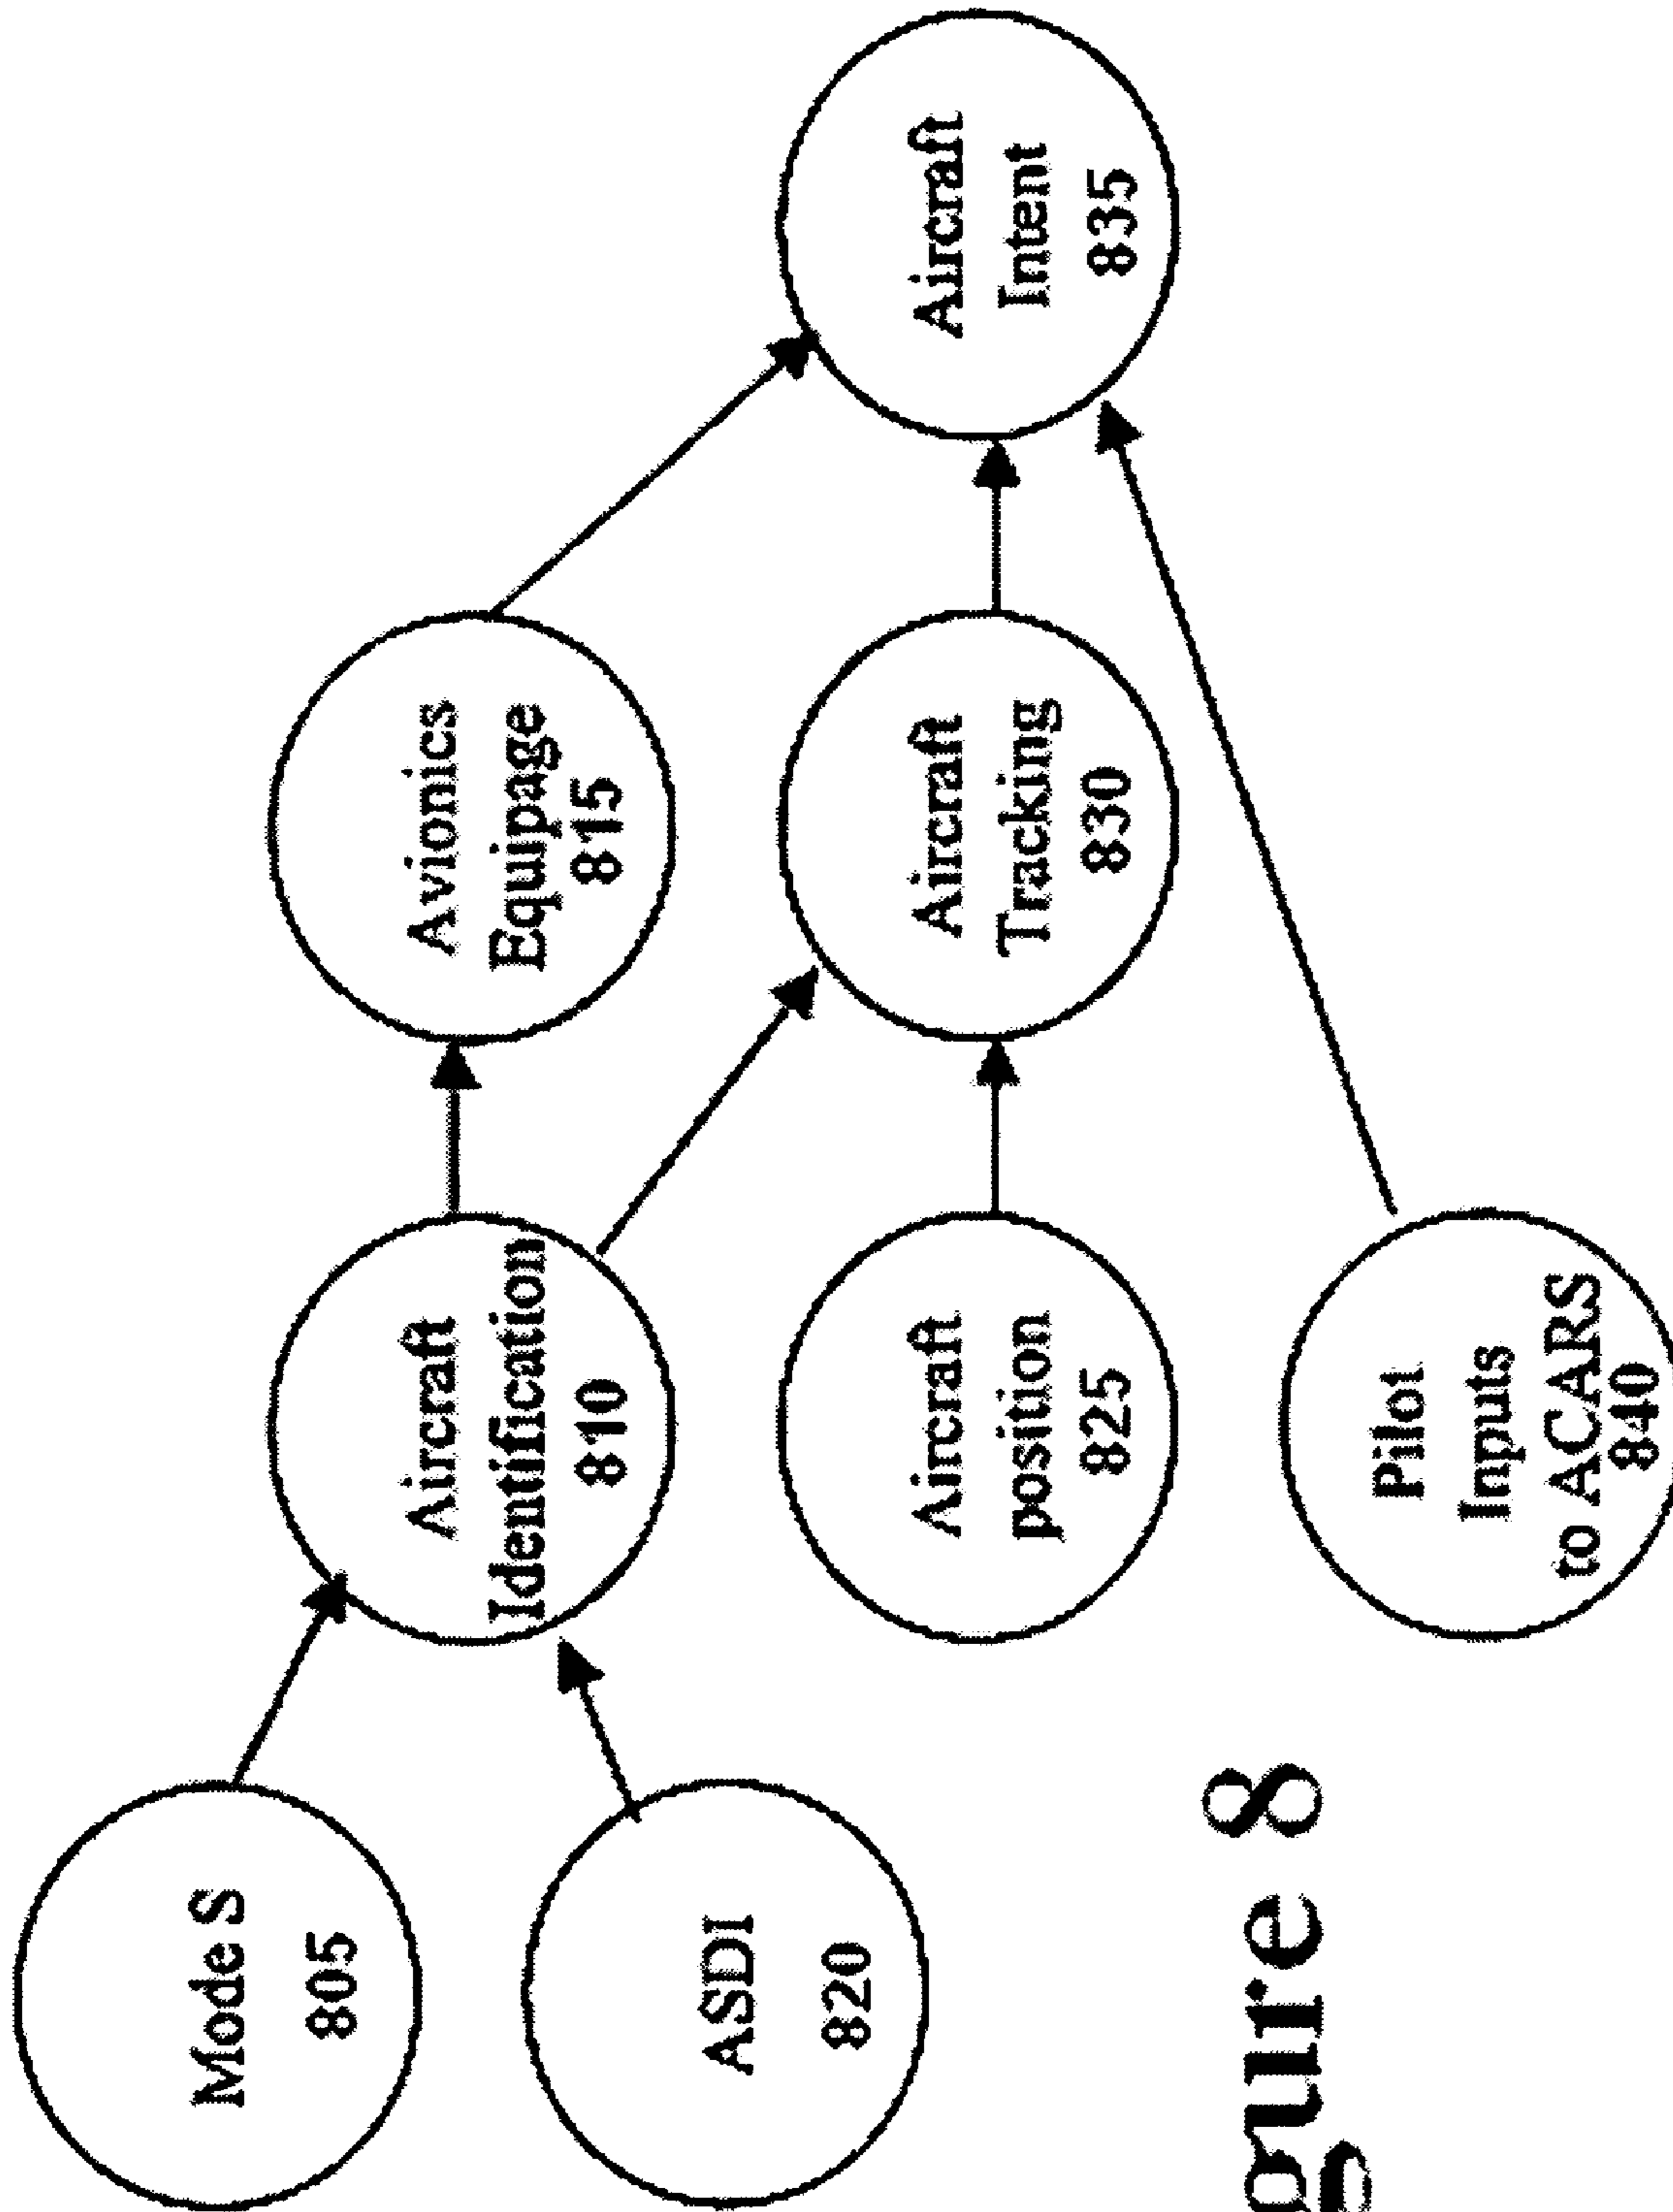 Mode S
805
ASDI
820
Aircraft
Identification
810
Aircraft
position
825
Pilot
Inputs
to ACARS
840
Avionics
Equipage
815
Aircraft
Tracking
830
Aircraft
Intent
835
gure 8